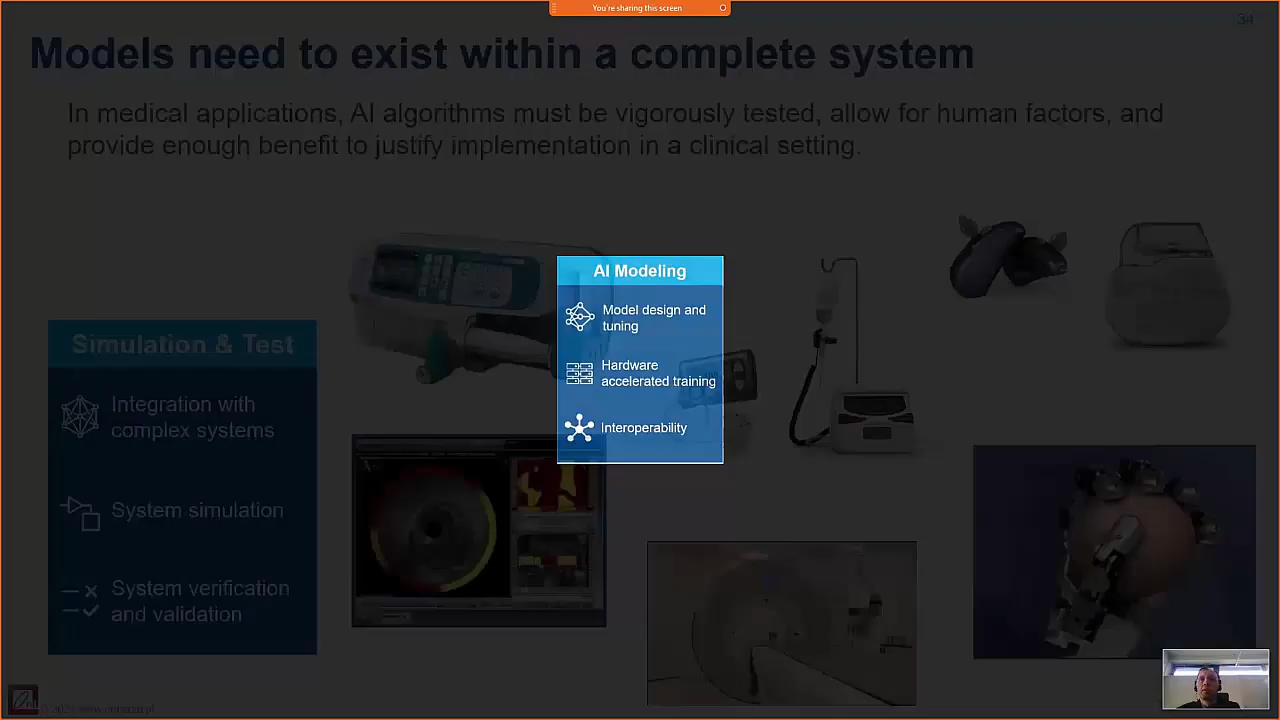 You're sharing this screen
34
Models need to exist within a complete system
In medical applications, AI algorithms must be vigorously tested, allow for human factors, and
provide enough benefit to justify implementation in a clinical setting.
AI Modeling
Model design and
tuning
Hardware
accelerated training
Interoperability
Simulation & Test
Integration with
complex systems
System simulation
System verification
and validation